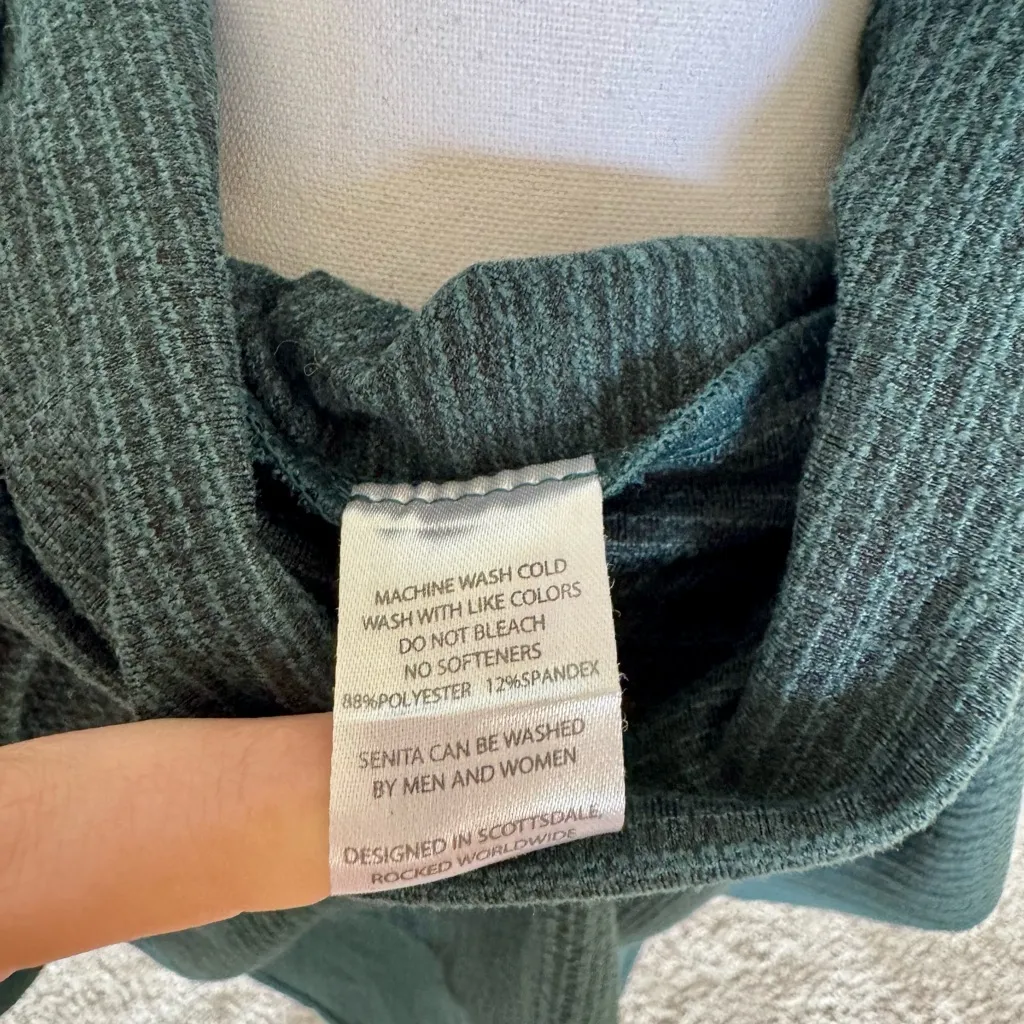 MACHINE WASH COLD
WASH WITH LIKE COLORS
DO NOT BLEACH
NO SOFTENERS
88%POLYESTER 12%SPANDEX
SENITA CAN BE WASHED
BY MEN AND WOMEN
DESIGNED IN SCOTTSDALE,
ROCKED WORLDWIDE